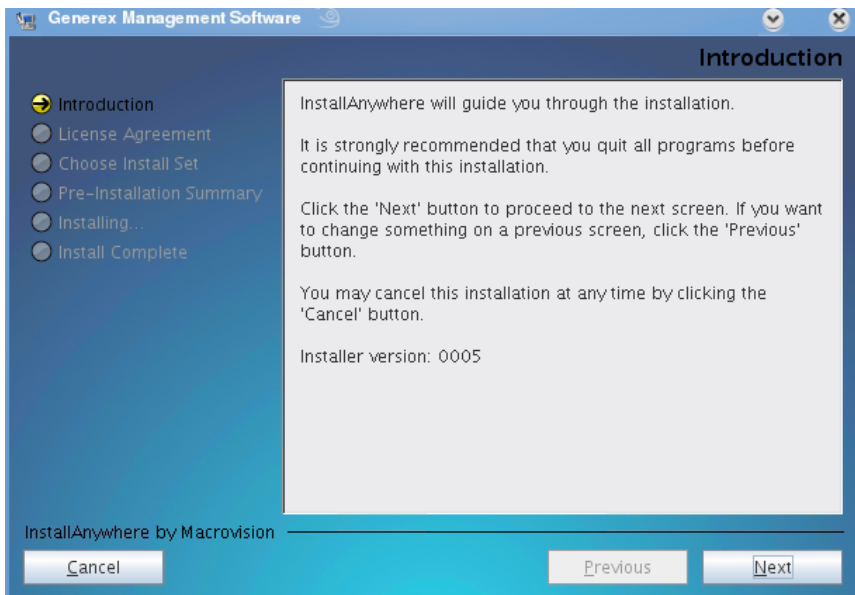 Generex Management Software
Introduction
Introduction
License Agreement
Choose Install Set
Pre-Installation Summary
Installing...
Install Complete
InstallAnywhere will guide you through the installation.
It is strongly recommended that you quit all programs before
continuing with this installation.
Click the 'Next' button to proceed to the next screen. If you want
to change something on a previous screen, click the 'Previous'
button.
You may cancel this installation at any time by clicking the
'Cancel' button.
Installer version: 0005
InstallAnywhere by Macrovision
Cancel
Previous
Next